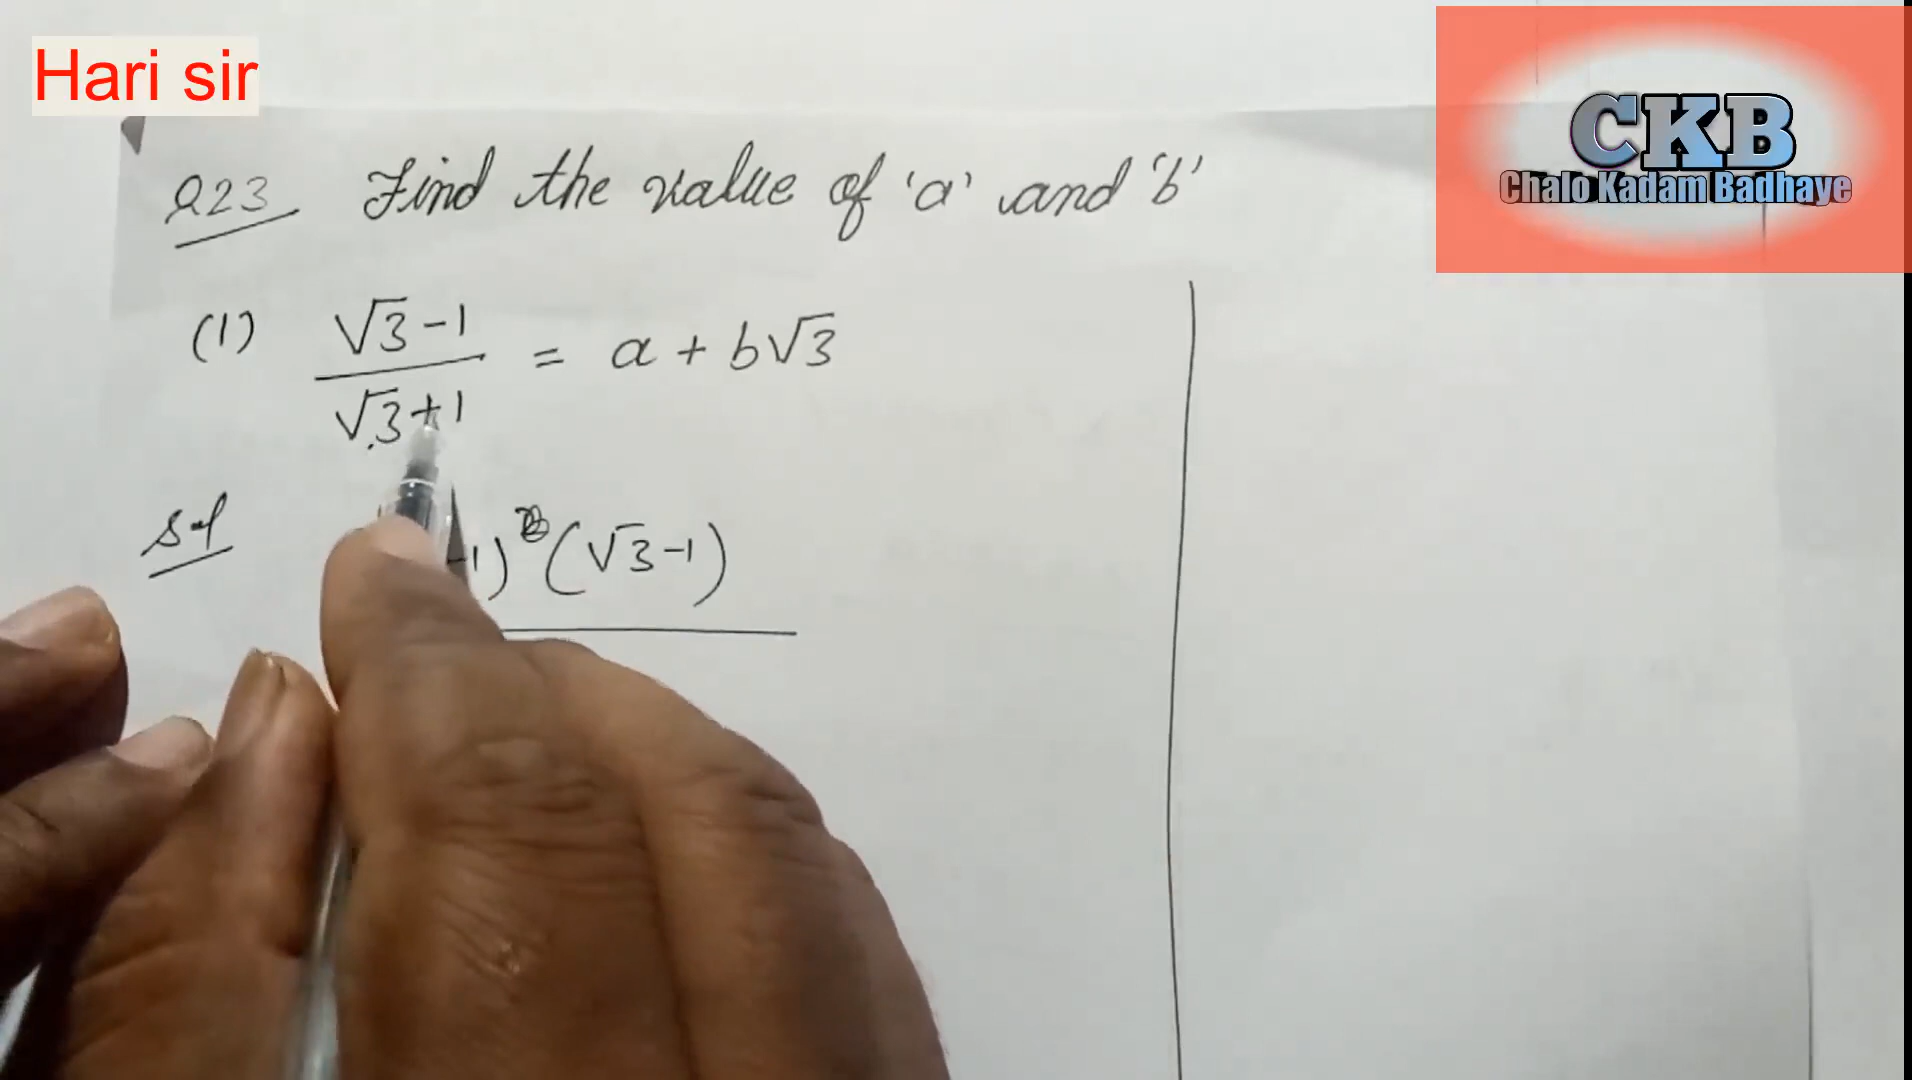 Hari sir
CKB
Chalo Kadam Badhaye
Q23 Find the value of 'a' and 'b'
(1) √3-1 / √3+1 = a + b√3
Sol
-1) (√3-1)